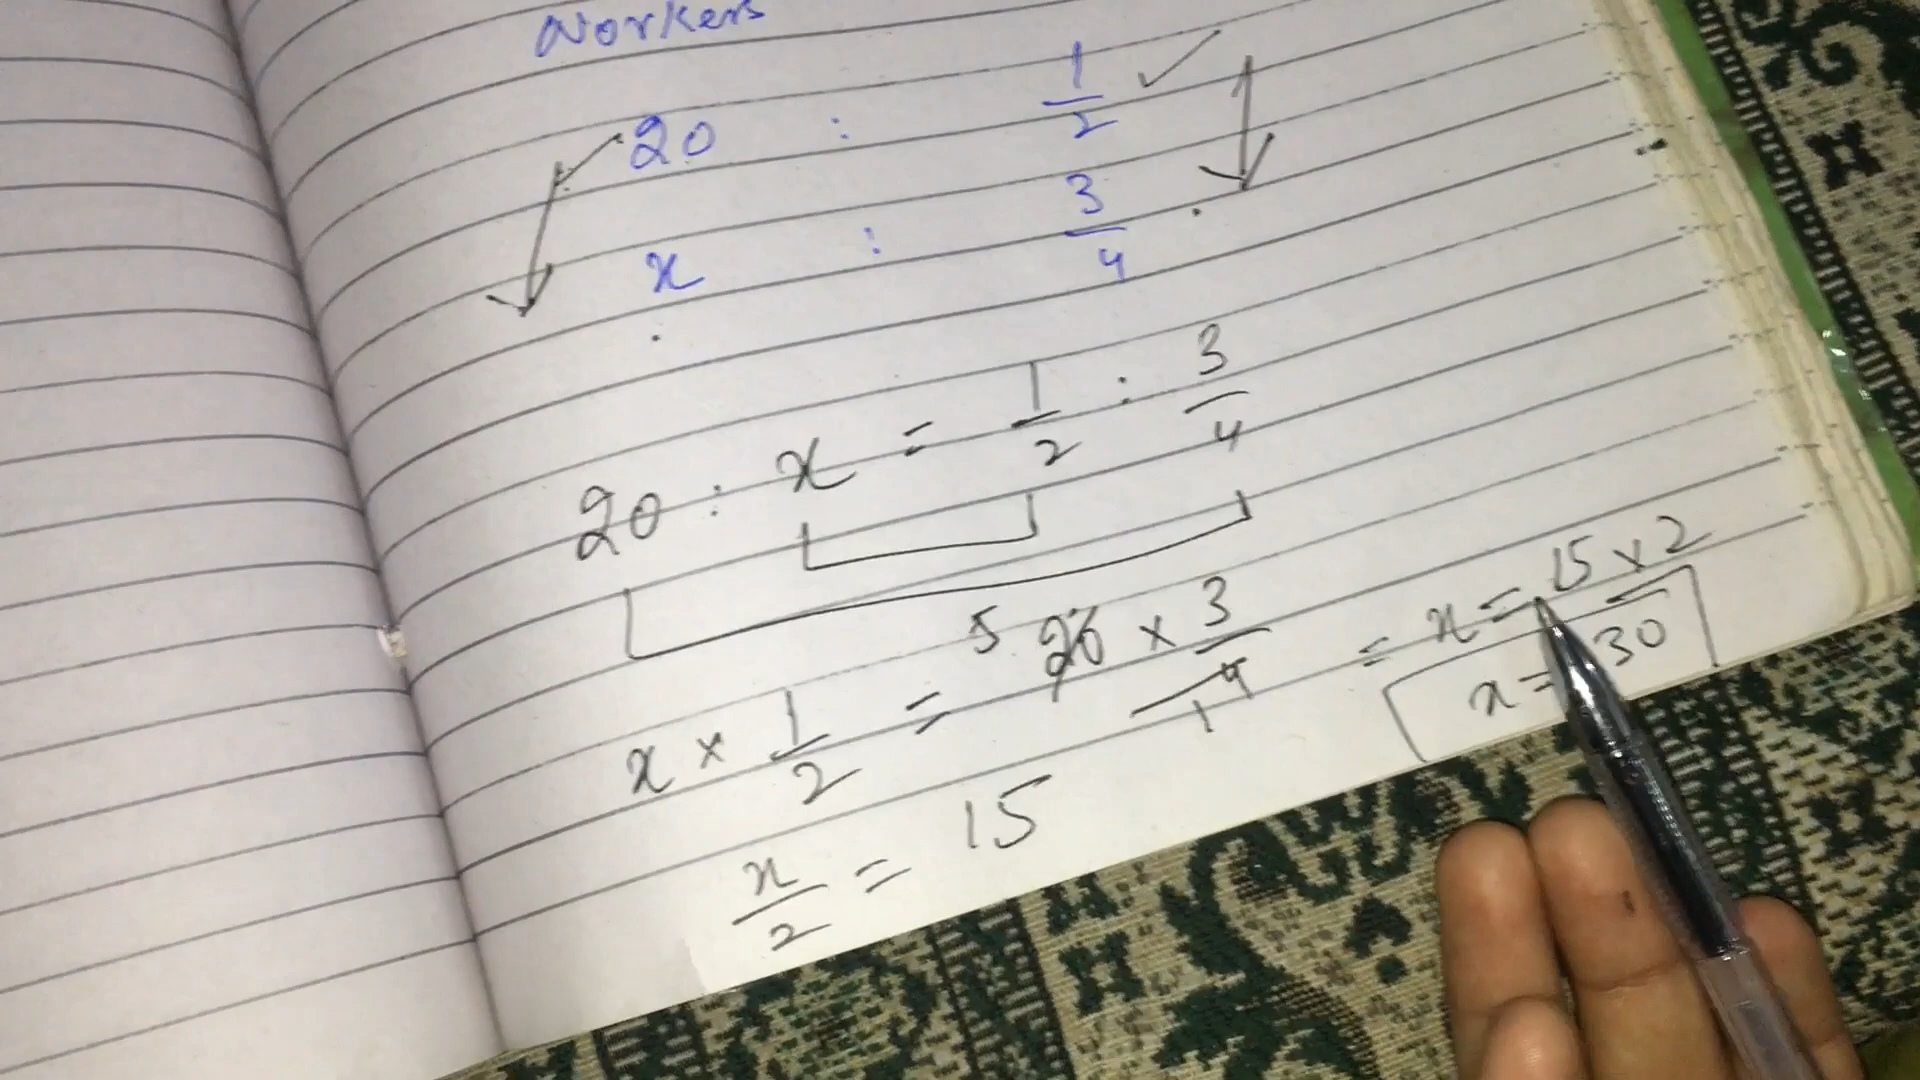 Workers
20 : 1/2 ✓
x : 3/4
20 : x = 1/2 : 3/4
x × 1/2 = 5 20 × 3/4 1 = x = 15 × 2
x/2 = 15
x = 30